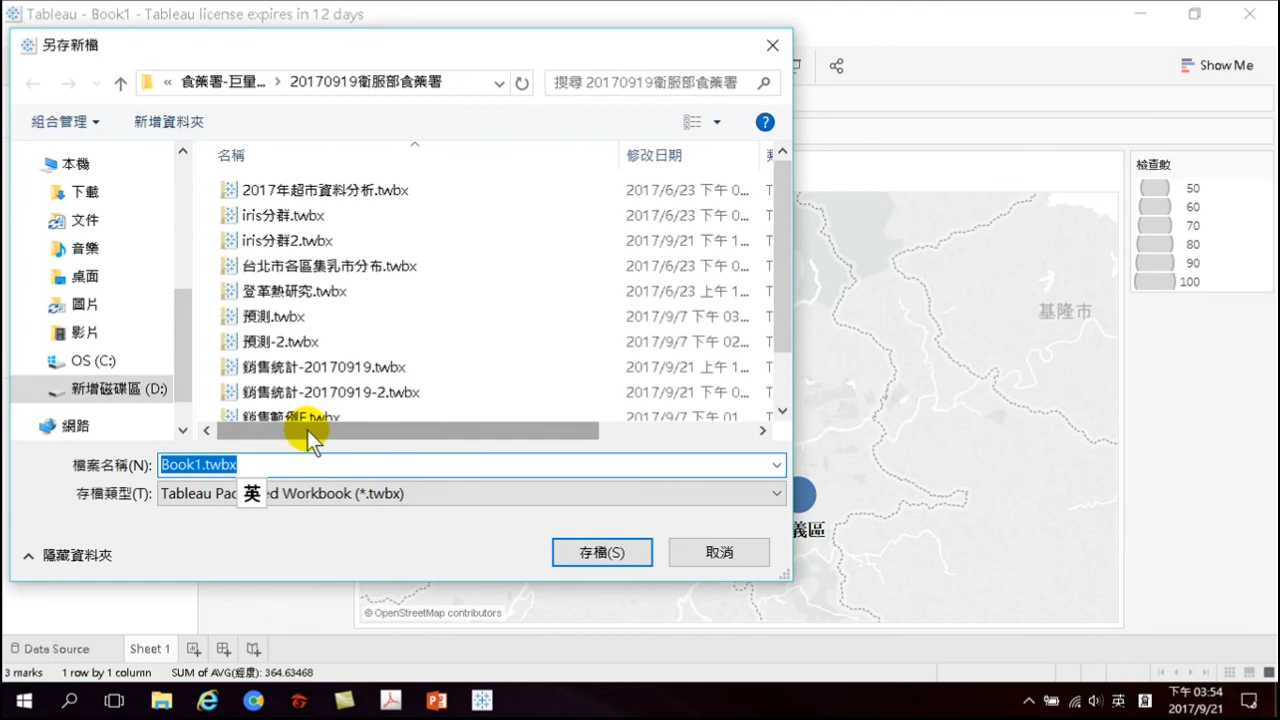 Tableau - Book1 - Tableau license expires in 12 days
另存新檔
« 食藥署-巨量... › 20170919衛服部食藥署
搜尋 20170919衛服部食藥署
Show Me
組合管理
新增資料夾
本機
下載
文件
音樂
桌面
圖片
影片
OS (C:)
新增磁碟區 (D:)
網路
名稱
修改日期
2017年超市資料分析.twbx 2017/6/23 下午 0... T
iris分群.twbx 2017/6/23 下午 0... T
iris分群2.twbx 2017/9/21 下午 1... T
台北市各區集乳市分布.twbx 2017/6/23 下午 0... T
登革熱研究.twbx 2017/6/23 上午 1... T
預測.twbx 2017/9/7 下午 03... T
預測-2.twbx 2017/9/7 下午 02... T
銷售統計-20170919.twbx 2017/9/21 上午 1... T
銷售統計-20170919-2.twbx 2017/9/21 下午 0... T
銷售範例F.twbx 2017/9/7 下午 01... T
檔案名稱(N): Book1.twbx
存檔類型(T): Tableau Pac
英
ed Workbook (*.twbx)
隱藏資料夾
存檔(S)
取消
檢查數
50
60
70
80
90
100
基隆市
義區
© OpenStreetMap contributors
Data Source
Sheet 1
3 marks 1 row by 1 column SUM of AVG(經度): 364.63468
英
下午 03:54
2017/9/21